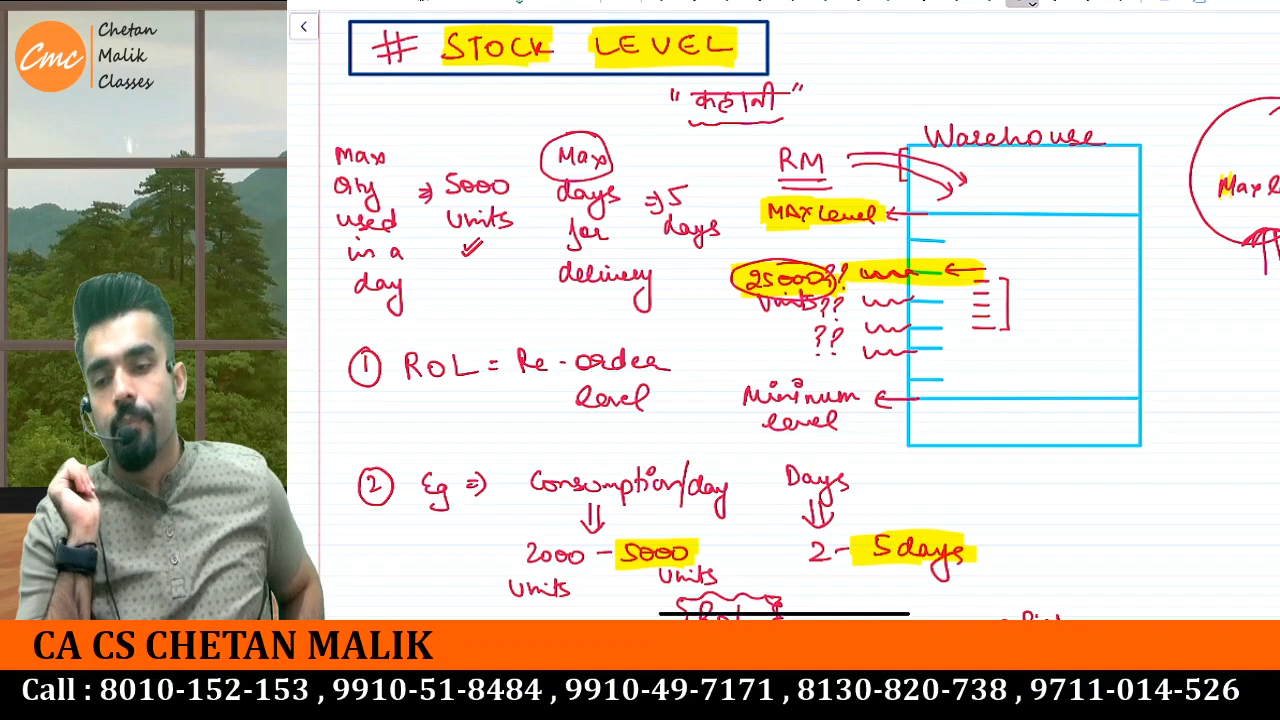 Cmc
Chetan
Malik
Classes
# STOCK LEVEL
"कहानी"
Max
Qty
used
in a
day
⇒ 5000
Units
Max
days
for
delivery
⇒ 5
days
RM
Warehouse
MAX level
25000??
Units??
??
Minimum
level
① ROL = Re-order
level
② Eg ⇒ Consumption/day Days
2000 - 5000 2 - 5 days
Units Units
CA CS CHETAN MALIK
Call : 8010-152-153 , 9910-51-8484 , 9910-49-7171 , 8130-820-738 , 9711-014-526